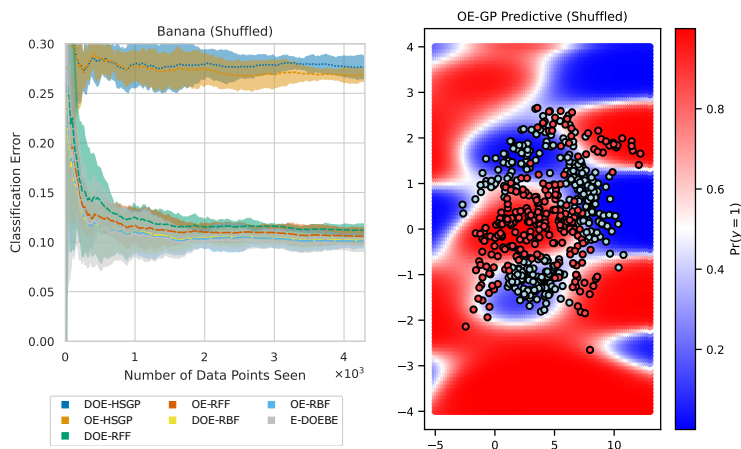 Banana (Shuffled)
Classification Error
0.30
0.25
0.20
0.15
0.10
0.05
0.00
0
1
2
3
4
Number of Data Points Seen
×10³
DOE-HSGP
OE-HSGP
DOE-RFF
OE-RFF
DOE-RBF
OE-RBF
E-DOEBE
OE-GP Predictive (Shuffled)
4
3
2
1
0
−1
−2
−3
−4
−5
0
5
10
0.8
0.6
0.4
0.2
Pr(y = 1)